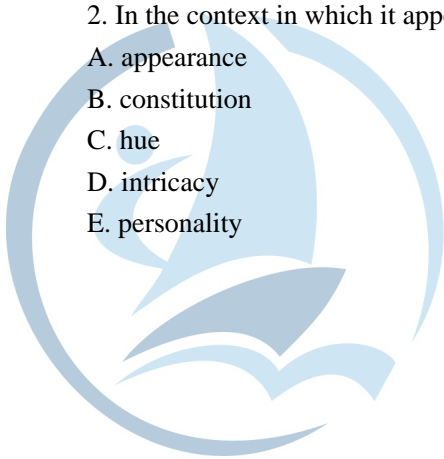 2. In the context in which it app
A. appearance
B. constitution
C. hue
D. intricacy
E. personality